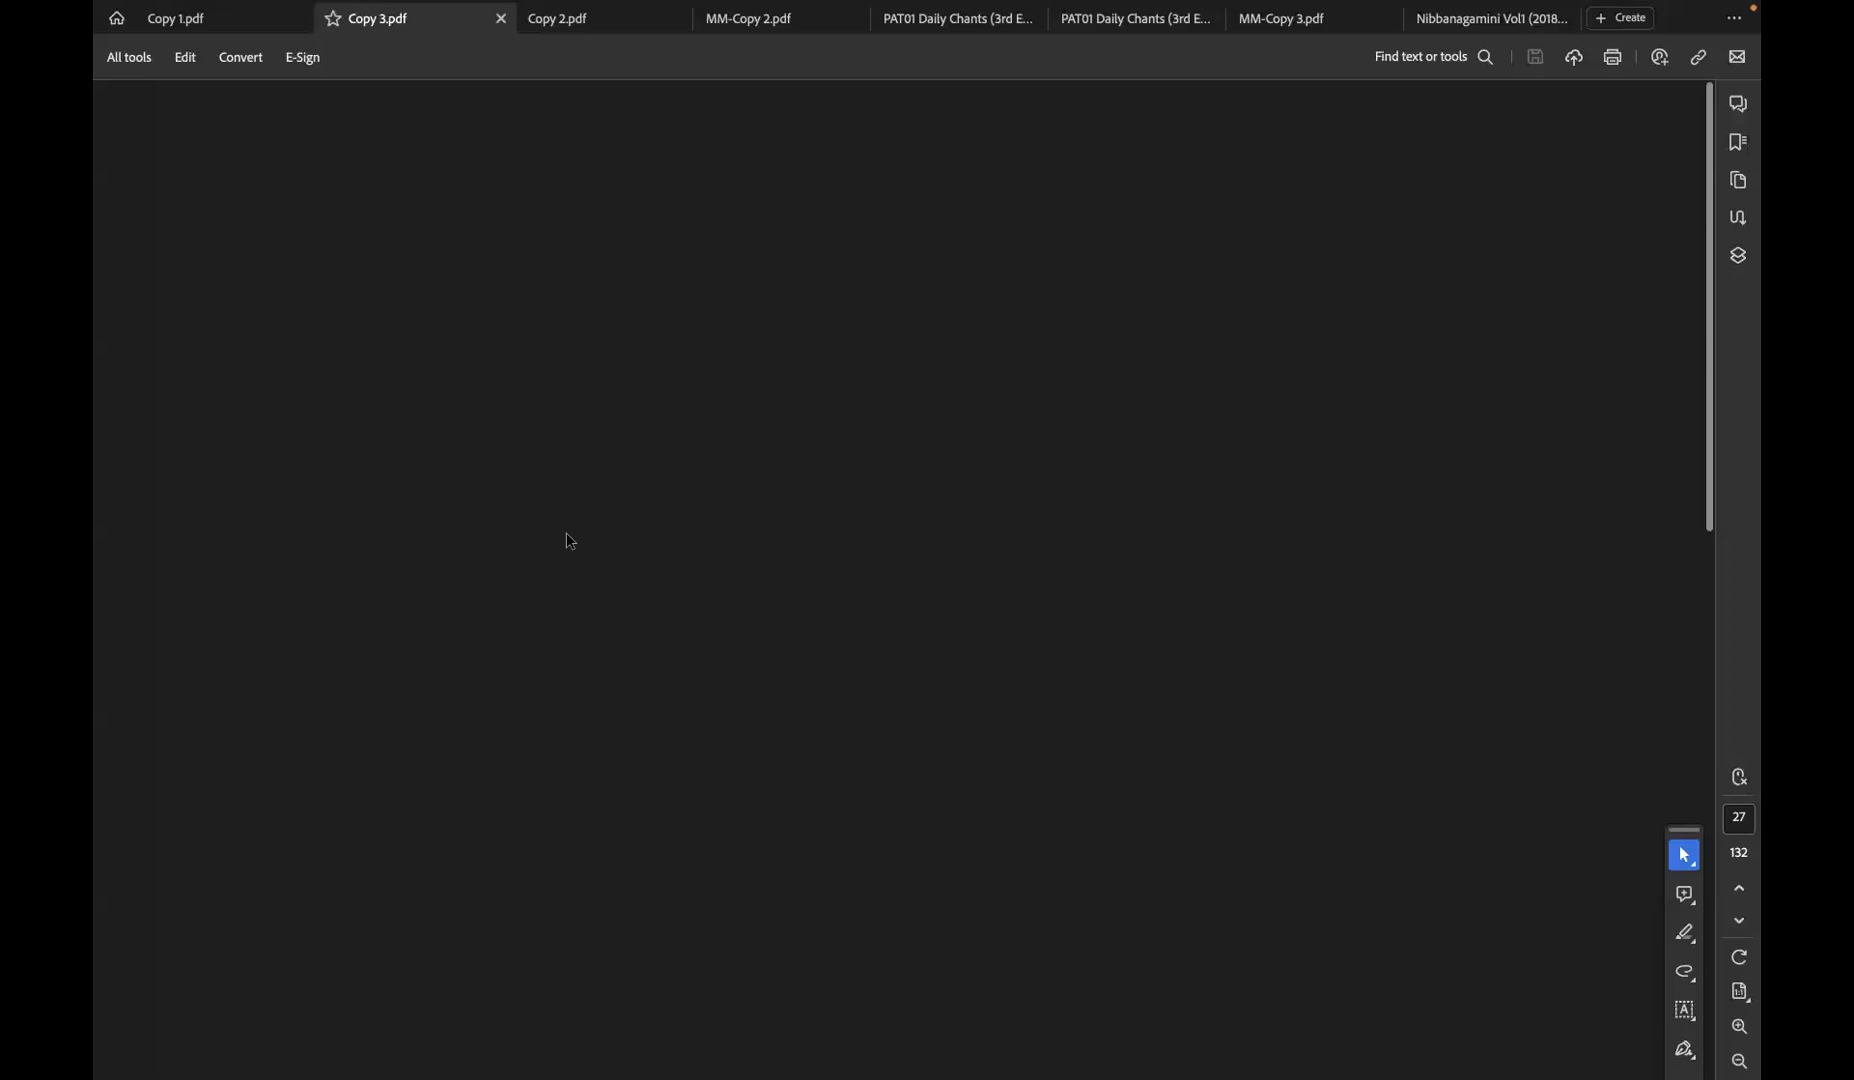 Copy 1.pdf
Copy 3.pdf
Copy 2.pdf
MM-Copy 2.pdf
PAT01 Daily Chants (3rd E...
PAT01 Daily Chants (3rd E...
MM-Copy 3.pdf
Nibbanagamini Vol1 (2018...
Create
All tools
Edit
Convert
E-Sign
Find text or tools
27
132